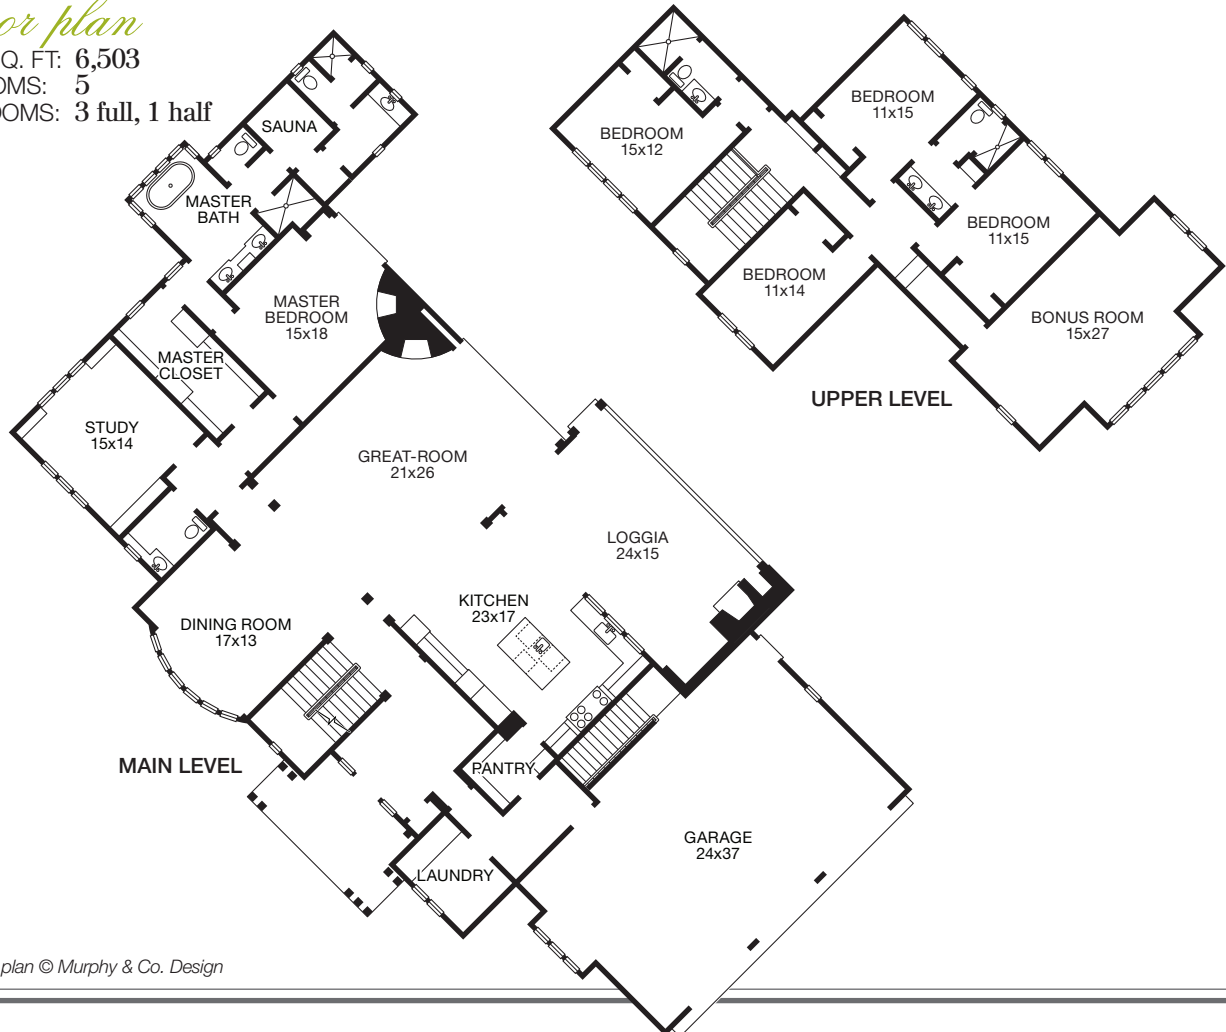 or plan
Q. FT: 6,503
OMS: 5
OOMS: 3 full, 1 half
SAUNA
MASTER
BATH
MASTER
BEDROOM
15x18
MASTER
CLOSET
STUDY
15x14
GREAT-ROOM
21x26
LOGGIA
24x15
KITCHEN
23x17
DINING ROOM
17x13
MAIN LEVEL
PANTRY
LAUNDRY
GARAGE
24x37
BEDROOM
15x12
BEDROOM
11x15
BEDROOM
11x15
BEDROOM
11x14
BONUS ROOM
15x27
UPPER LEVEL
plan © Murphy & Co. Design